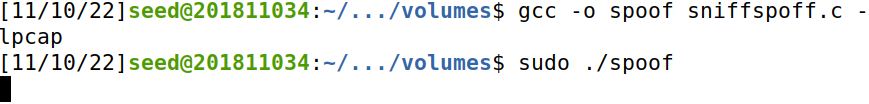 [11/10/22]seed@201811034:~/.../volumes$ gcc -o spoof sniffspoff.c -
lpcap
[11/10/22]seed@201811034:~/.../volumes$ sudo ./spoof